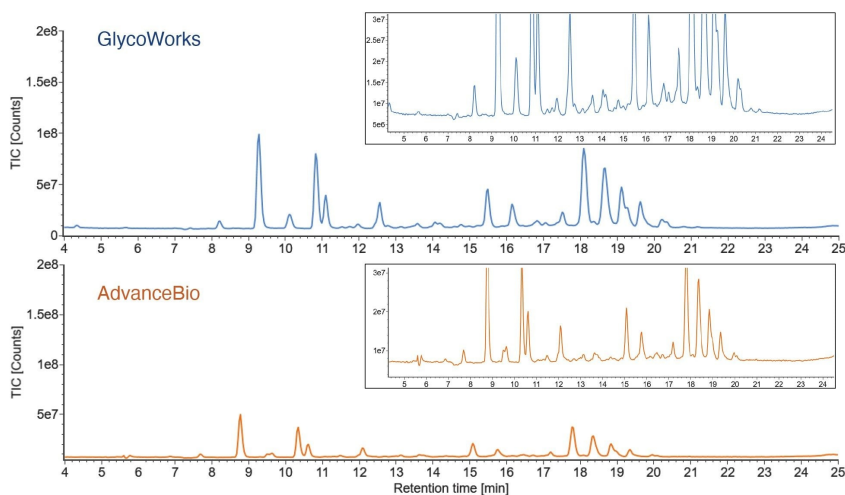 GlycoWorks
TIC [Counts]
2e8
1.5e8
1e8
5e7
0
4 5 6 7 8 9 10 11 12 13 14 15 16 17 18 19 20 21 22 23 24 25
3e7
2e7
1e7
5e6
5 6 7 8 9 10 11 12 13 14 15 16 17 18 19 20 21 22 23 24
AdvanceBio
TIC [Counts]
2e8
1.5e8
1e8
5e7
4 5 6 7 8 9 10 11 12 13 14 15 16 17 18 19 20 21 22 23 24 25
3e7
2e7
1e7
5 6 7 8 9 10 11 12 13 14 15 16 17 18 19 20 21 22 23 24
Retention time [min]